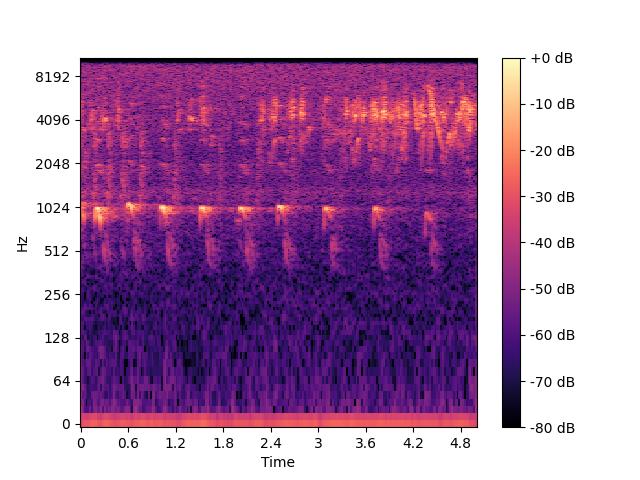 8192
4096
2048
1024
512
256
128
64
0
Hz
0 0.6 1.2 1.8 2.4 3 3.6 4.2 4.8
Time
+0 dB
-10 dB
-20 dB
-30 dB
-40 dB
-50 dB
-60 dB
-70 dB
-80 dB